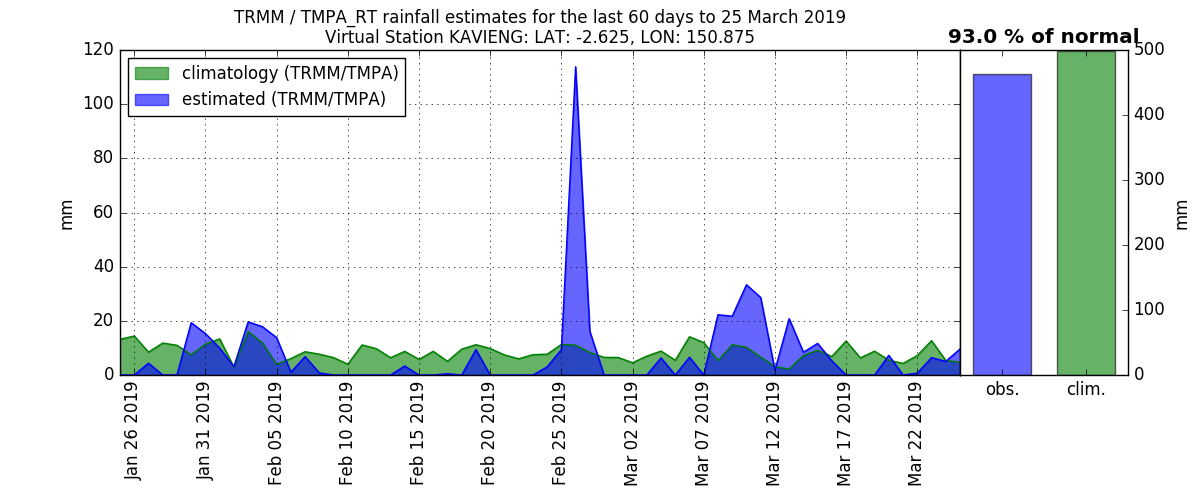 TRMM / TMPA_RT rainfall estimates for the last 60 days to 25 March 2019
Virtual Station KAVIENG: LAT: -2.625, LON: 150.875
93.0 % of normal
climatology (TRMM/TMPA)
estimated (TRMM/TMPA)
mm
120
100
80
60
40
20
0
Jan 26 2019
Jan 31 2019
Feb 05 2019
Feb 10 2019
Feb 15 2019
Feb 20 2019
Feb 25 2019
Mar 02 2019
Mar 07 2019
Mar 12 2019
Mar 17 2019
Mar 22 2019
500
400
300
200
100
0
mm
obs.
clim.